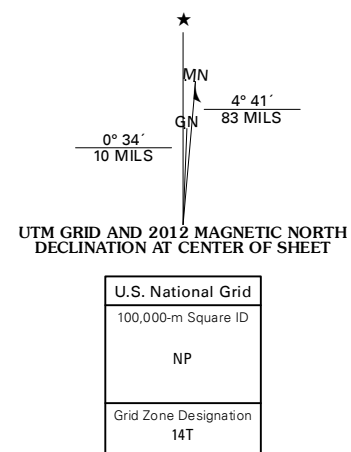 ★
MN
4° 41´
83 MILS
GN
0° 34´
10 MILS
UTM GRID AND 2012 MAGNETIC NORTH
DECLINATION AT CENTER OF SHEET
U.S. National Grid
100,000-m Square ID
NP
Grid Zone Designation
14T